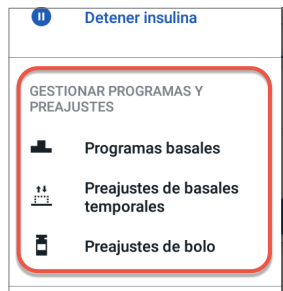 Detener insulina
GESTIONAR PROGRAMAS Y
PREAJUSTES
Programas basales
Preajustes de basales
temporales
Preajustes de bolo